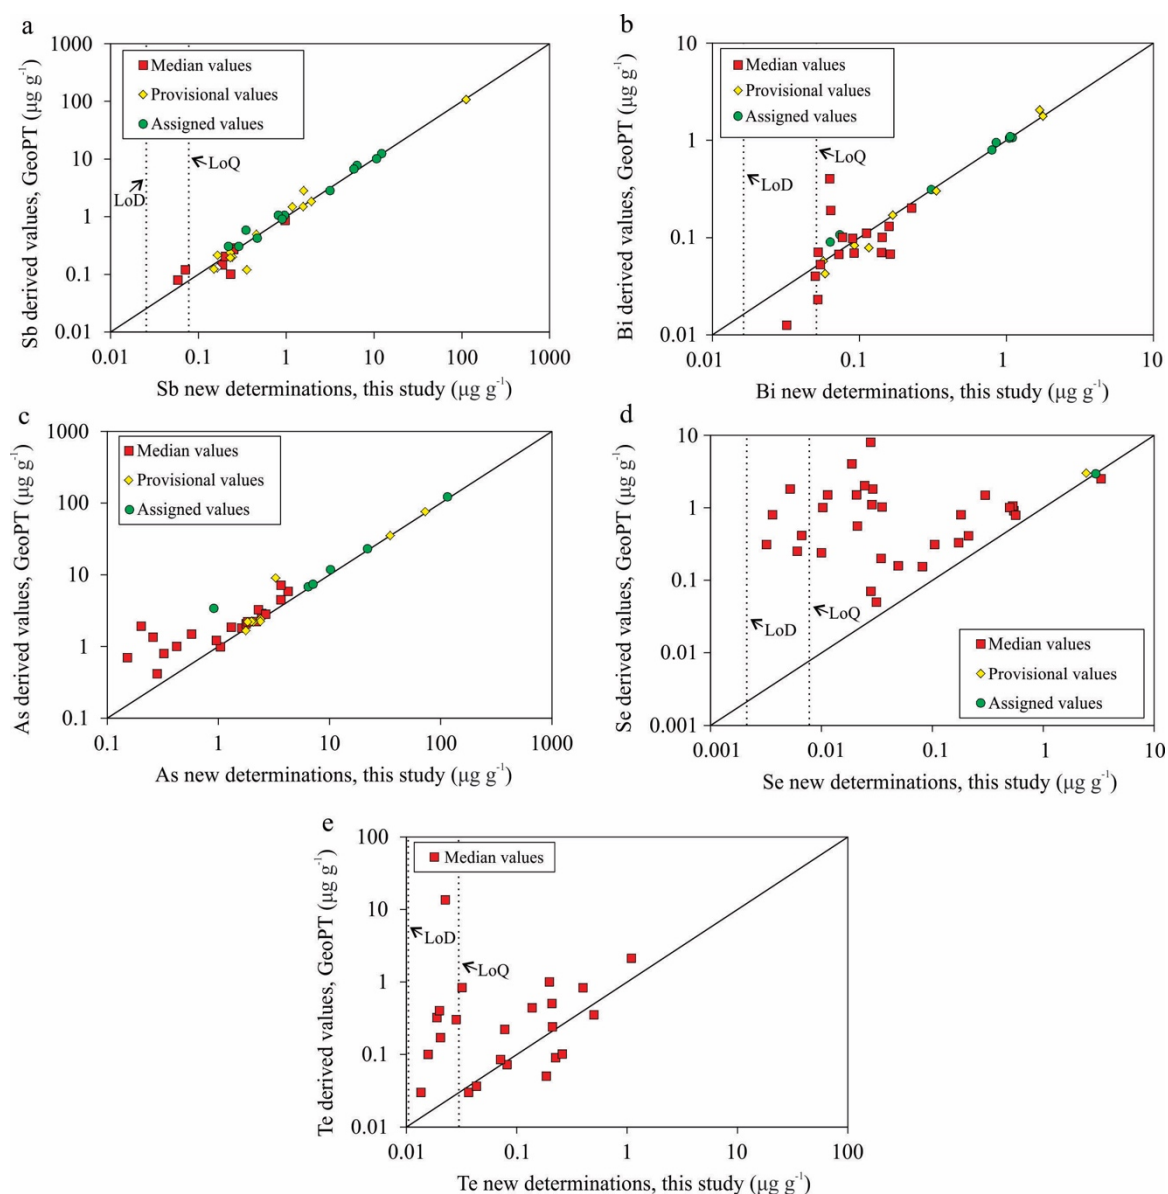 a
Sb derived values, GeoPT (µg g⁻¹)
1000
100
10
1
0.1
0.01
Median values
Provisional values
Assigned values
LoD
LoQ
0.01 0.1 1 10 100 1000
Sb new determinations, this study (µg g⁻¹)
b
Bi derived values, GeoPT (µg g⁻¹)
10
1
0.1
0.01
Median values
Provisional values
Assigned values
LoQ
LoD
0.01 0.1 1 10
Bi new determinations, this study (µg g⁻¹)
c
As derived values, GeoPT (µg g⁻¹)
1000
100
10
1
0.1
Median values
Provisional values
Assigned values
0.1 1 10 100 1000
As new determinations, this study (µg g⁻¹)
d
Se derived values, GeoPT (µg g⁻¹)
10
1
0.1
0.01
0.001
LoD
LoQ
Median values
Provisional values
Assigned values
0.001 0.01 0.1 1 10
Se new determinations, this study (µg g⁻¹)
e
Te derived values, GeoPT (µg g⁻¹)
100
10
1
0.1
0.01
Median values
LoD
LoQ
0.01 0.1 1 10 100
Te new determinations, this study (µg g⁻¹)